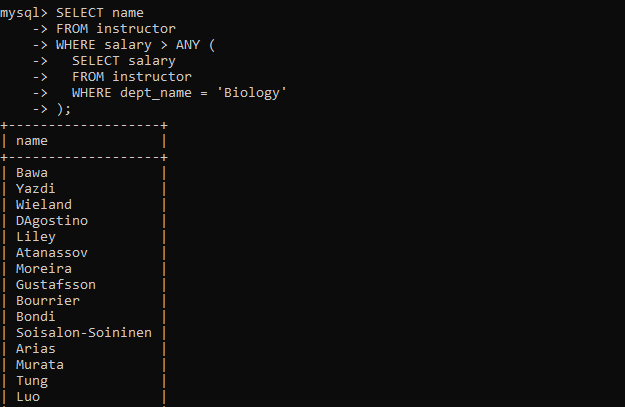 mysql> SELECT name
    -> FROM instructor
    -> WHERE salary > ANY (
    ->   SELECT salary
    ->   FROM instructor
    ->   WHERE dept_name = 'Biology'
    -> );
+-------------------+
| name              |
+-------------------+
| Bawa              |
| Yazdi             |
| Wieland           |
| DAgostino         |
| Liley             |
| Atanassov         |
| Moreira           |
| Gustafsson        |
| Bourrier          |
| Bondi             |
| Soisalon-Soininen |
| Arias             |
| Murata            |
| Tung              |
| Luo               |
+-------------------+